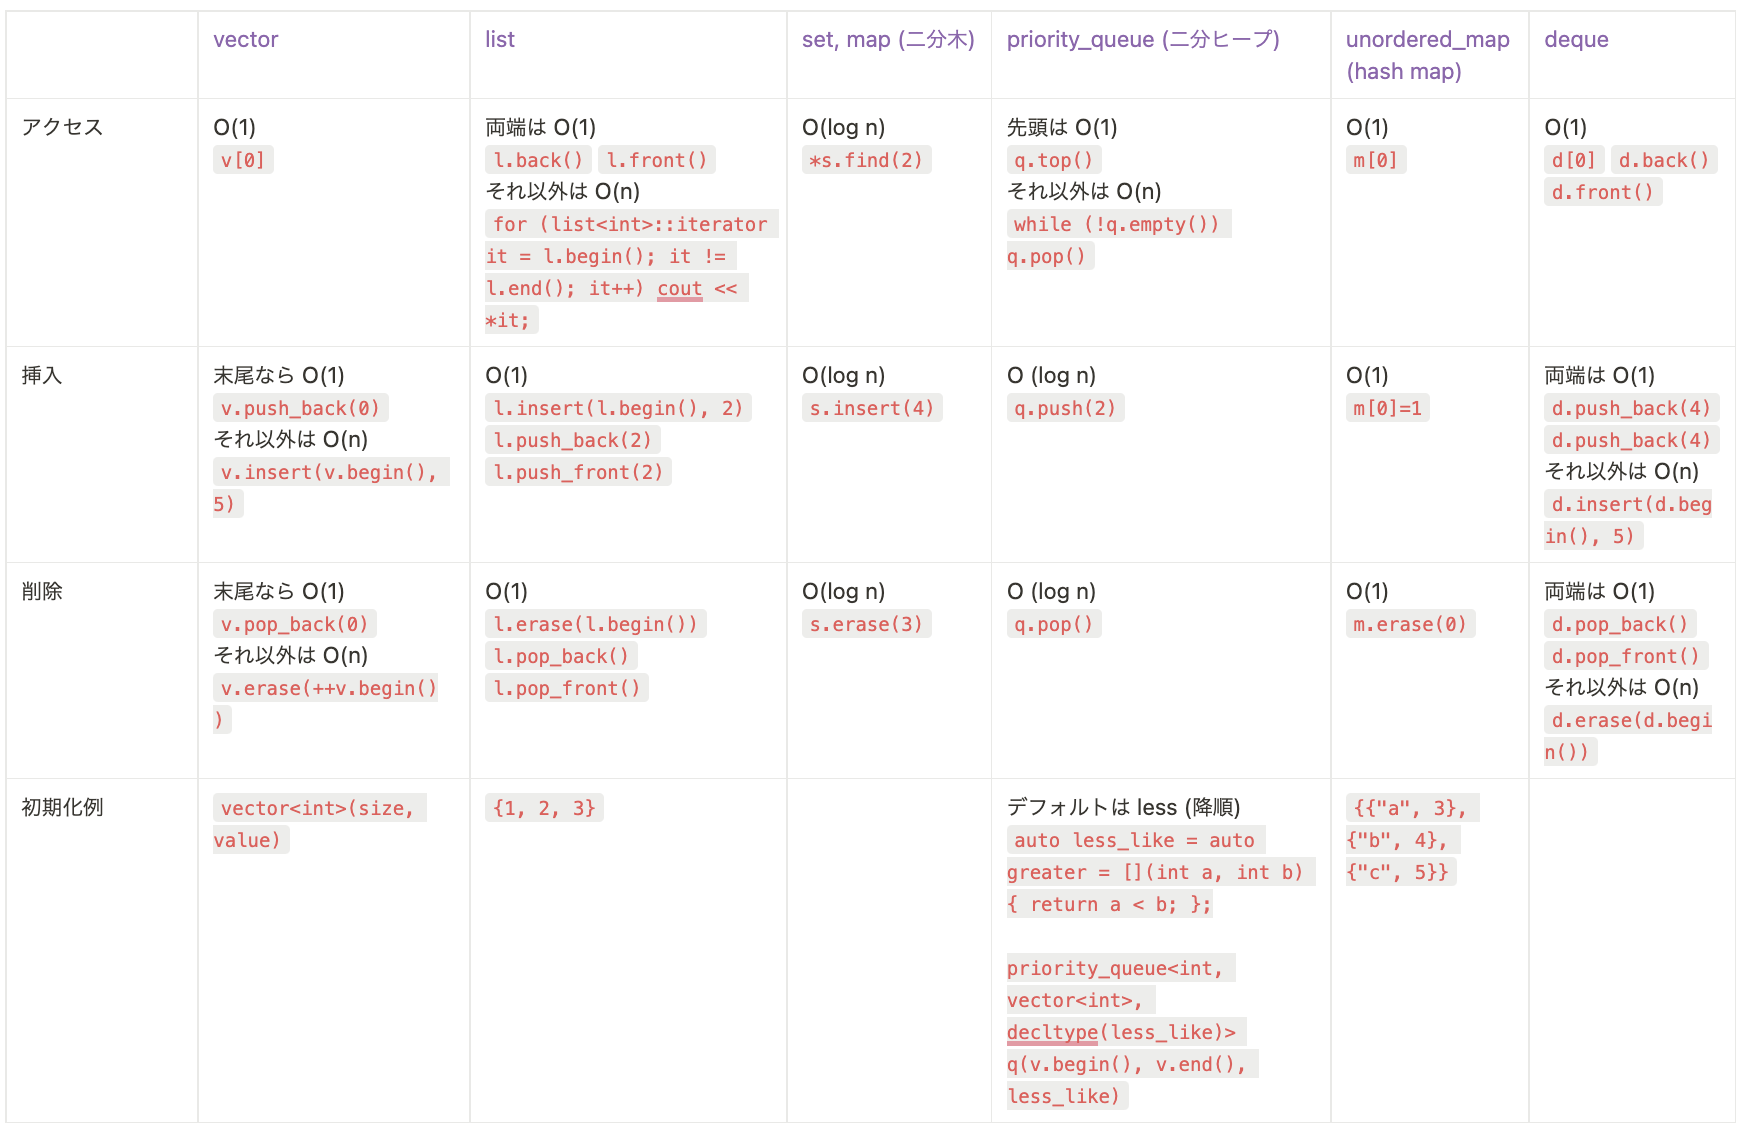 vector
list
set, map (二分木)
priority_queue (二分ヒープ)
unordered_map
(hash map)
deque
アクセス
O(1)
v[0]
両端は O(1)
l.back() l.front()
それ以外は O(n)
for (list<int>::iterator
it = l.begin(); it !=
l.end(); it++) cout <<
*it;
O(log n)
*s.find(2)
先頭は O(1)
q.top()
それ以外は O(n)
while (!q.empty())
q.pop()
O(1)
m[0]
O(1)
d[0] d.back()
d.front()
挿入
末尾なら O(1)
v.push_back(0)
それ以外は O(n)
v.insert(v.begin(),
5)
O(1)
l.insert(l.begin(), 2)
l.push_back(2)
l.push_front(2)
O(log n)
s.insert(4)
O (log n)
q.push(2)
O(1)
m[0]=1
両端は O(1)
d.push_back(4)
d.push_back(4)
それ以外は O(n)
d.insert(d.beg
in(), 5)
削除
末尾なら O(1)
v.pop_back(0)
それ以外は O(n)
v.erase(++v.begin()
)
O(1)
l.erase(l.begin())
l.pop_back()
l.pop_front()
O(log n)
s.erase(3)
O (log n)
q.pop()
O(1)
m.erase(0)
両端は O(1)
d.pop_back()
d.pop_front()
それ以外は O(n)
d.erase(d.begi
n())
初期化例
vector<int>(size,
value)
{1, 2, 3}
デフォルトは less (降順)
auto less_like = auto
greater = [](int a, int b)
{ return a < b; };
priority_queue<int,
vector<int>,
decltype(less_like)>
q(v.begin(), v.end(),
less_like)
{{"a", 3},
{"b", 4},
{"c", 5}}